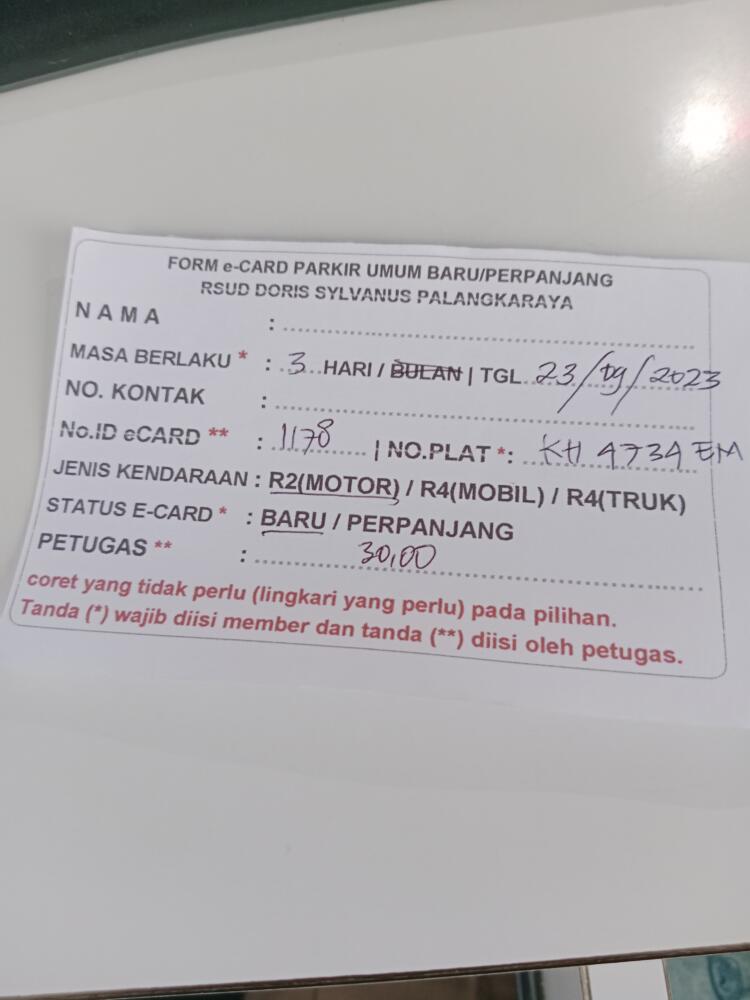 FORM e-CARD PARKIR UMUM BARU/PERPANJANG
RSUD DORIS SYLVANUS PALANGKARAYA
NAMA :
MASA BERLAKU * : 3 HARI / BULAN | TGL 23/09/2023
NO. KONTAK :
No.ID eCARD ** : 1178 | NO.PLAT *: KH 4734 EM
JENIS KENDARAAN : R2(MOTOR) / R4(MOBIL) / R4(TRUK)
STATUS E-CARD * : BARU / PERPANJANG
PETUGAS ** : 30,00
coret yang tidak perlu (lingkari yang perlu) pada pilihan.
Tanda (*) wajib diisi member dan tanda (**) diisi oleh petugas.